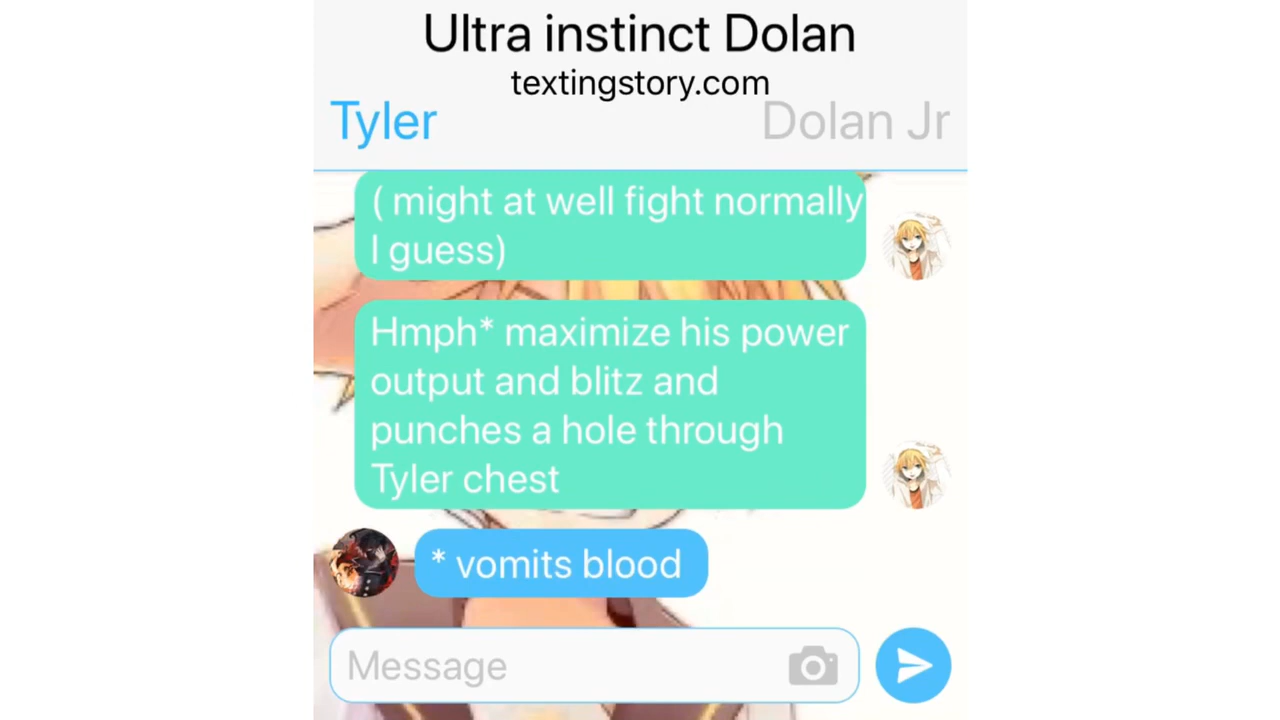 Ultra instinct Dolan
textingstory.com
Tyler
Dolan Jr
( might at well fight normally
I guess)
Hmph* maximize his power
output and blitz and
punches a hole through
Tyler chest
* vomits blood
Message